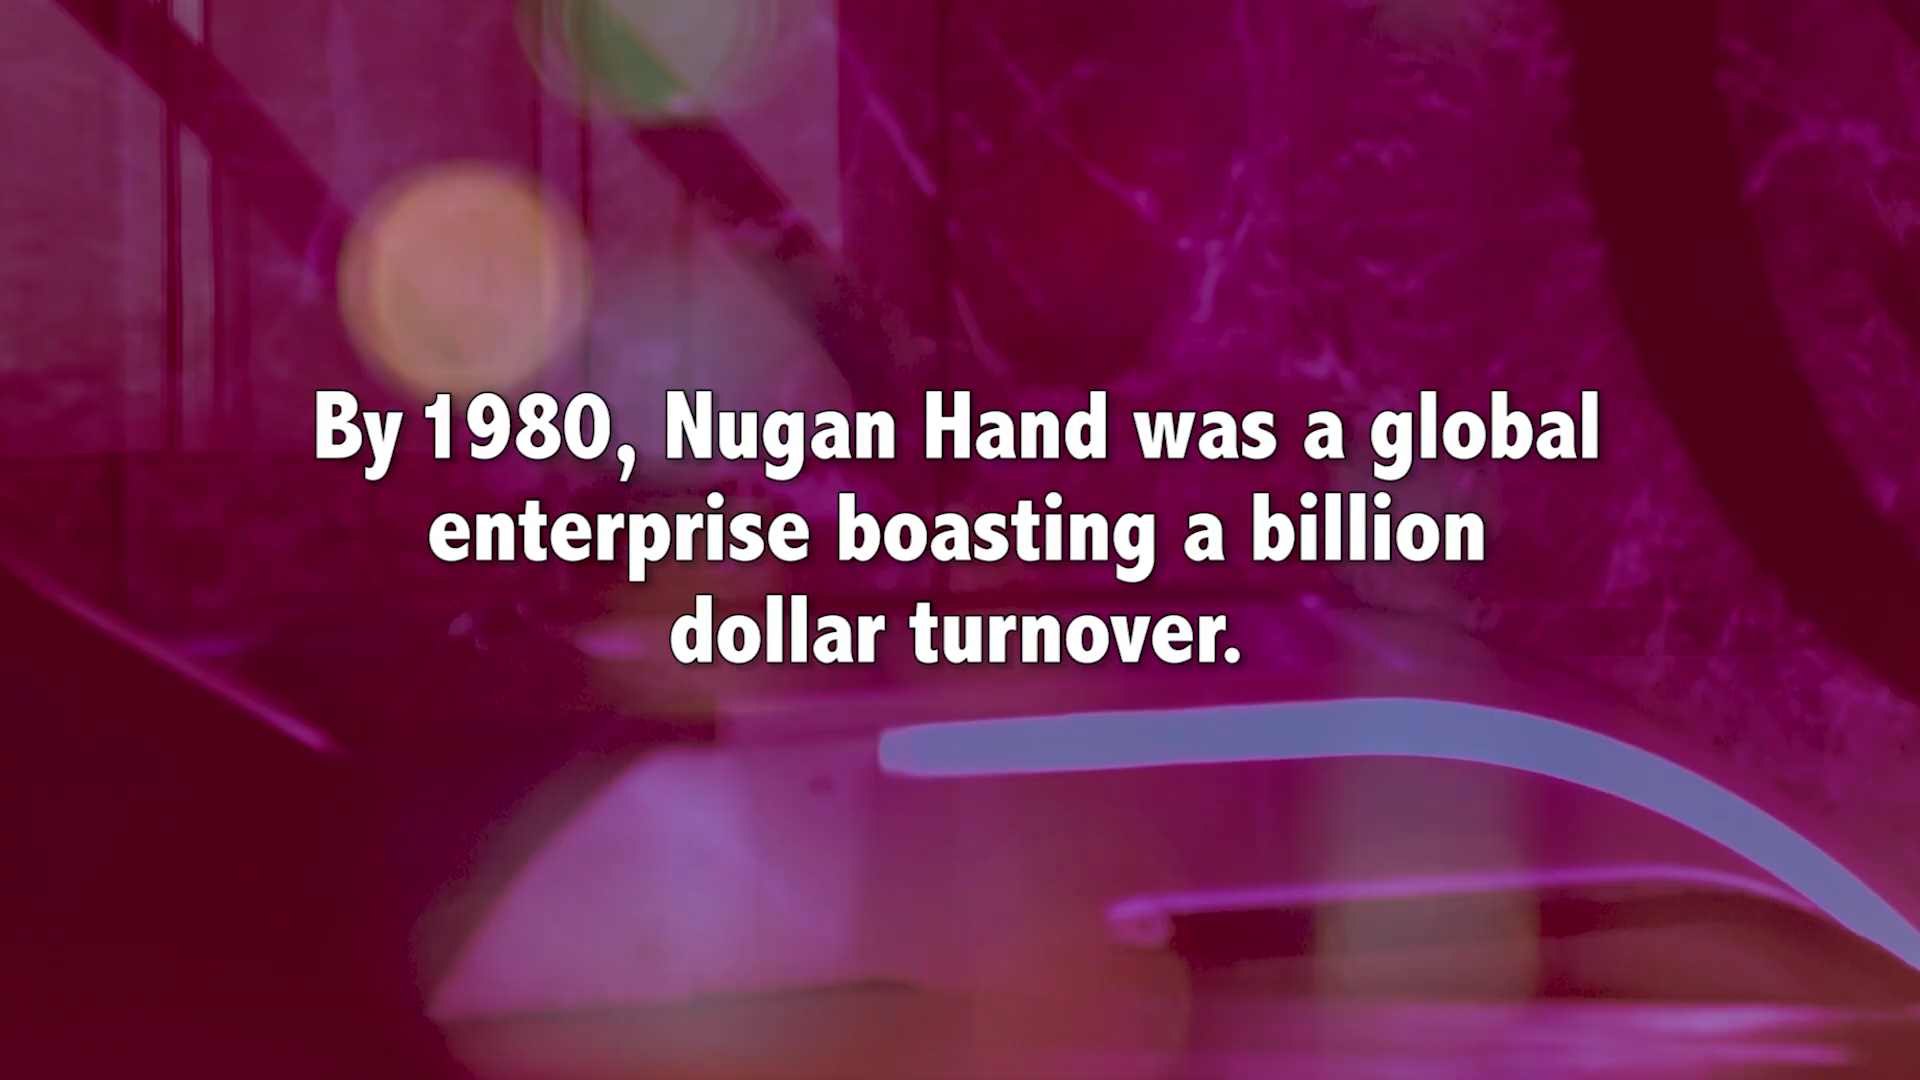 By 1980, Nugan Hand was a global
enterprise boasting a billion
dollar turnover.